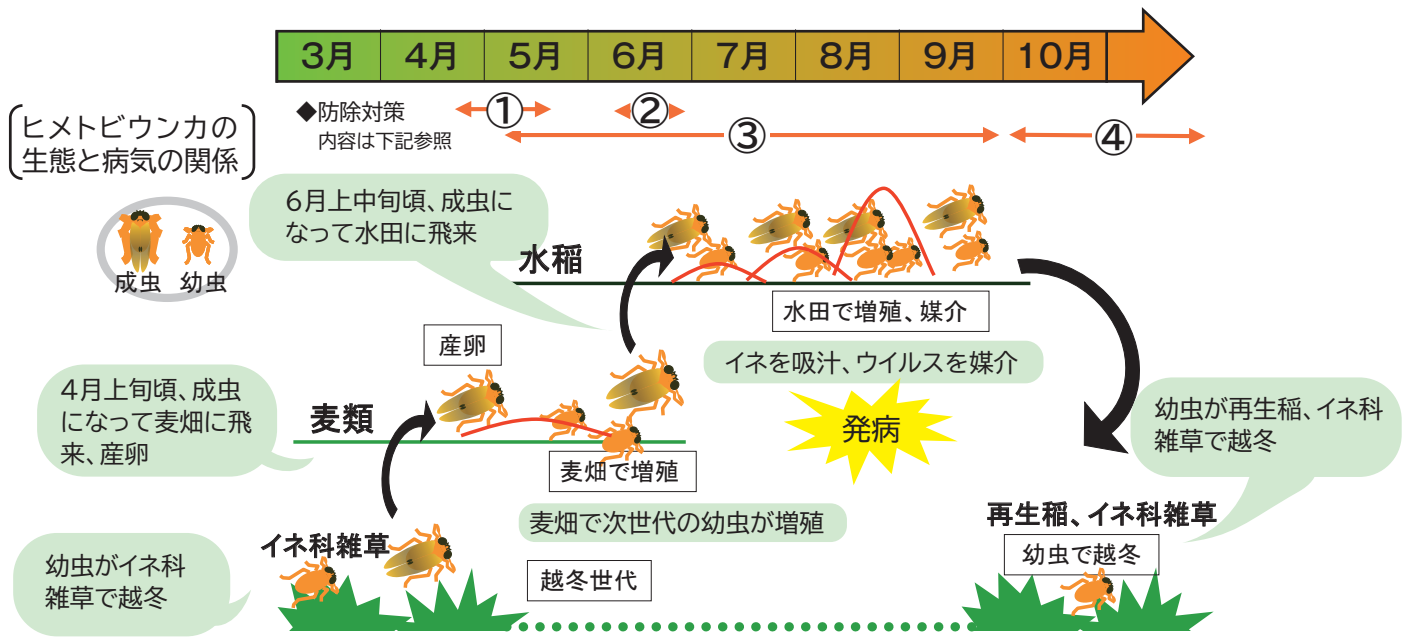 3月 4月 5月 6月 7月 8月 9月 10月
◆防除対策
内容は下記参照
① ② ③ ④
ヒメトビウンカの
生態と病気の関係
成虫 幼虫
6月上中旬頃、成虫に
なって水田に飛来
水稲
水田で増殖、媒介
イネを吸汁、ウイルスを媒介
発病
産卵
4月上旬頃、成虫
になって麦畑に飛
来、産卵
麦類
麦畑で増殖
麦畑で次世代の幼虫が増殖
幼虫が再生稲、イネ科
雑草で越冬
再生稲、イネ科雑草
幼虫で越冬
イネ科雑草
越冬世代
幼虫がイネ科
雑草で越冬